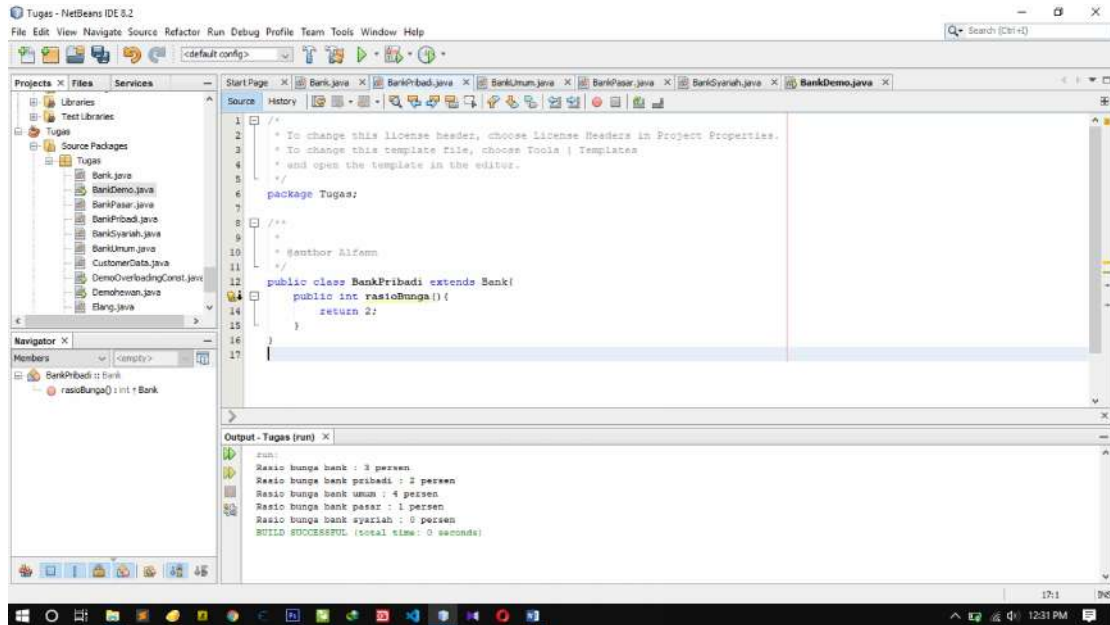 Tugas - NetBeans IDE 8.2
File Edit View Navigate Source Refactor Run Debug Profile Team Tools Window Help
Search (Ctrl+I)
<default config>
Projects Files Services
Start Page Bank.java BankPribadi.java BankUmum.java BankPasar.java BankSyariah.java BankDemo.java
Source History
Libraries
Test Libraries
Tugas
Source Packages
Tugas
Bank.java
BankDemo.java
BankPasar.java
BankPribadi.java
BankSyariah.java
BankUmum.java
CustomerData.java
DemoOverloadingConst.java
Demohewan.java
Elang.java
1 /*
2 * To change this license header, choose License Headers in Project Properties.
3 * To change this template file, choose Tools | Templates
4 * and open the template in the editor.
5 */
6 package Tugas;
7
8 /**
9 *
10 * @author Alfann
11 */
12 public class BankPribadi extends Bank{
public int rasioBunga(){
14 return 2;
15 }
16 }
17
Navigator
Members <empty>
BankPribadi :: Bank
rasioBunga() : int ↑ Bank
Output - Tugas (run)
run:
Rasio bunga bank : 3 persen
Rasio bunga bank pribadi : 2 persen
Rasio bunga bank umum : 4 persen
Rasio bunga bank pasar : 1 persen
Rasio bunga bank syariah : 0 persen
BUILD SUCCESSFUL (total time: 0 seconds)
17:1 INS
12:31 PM